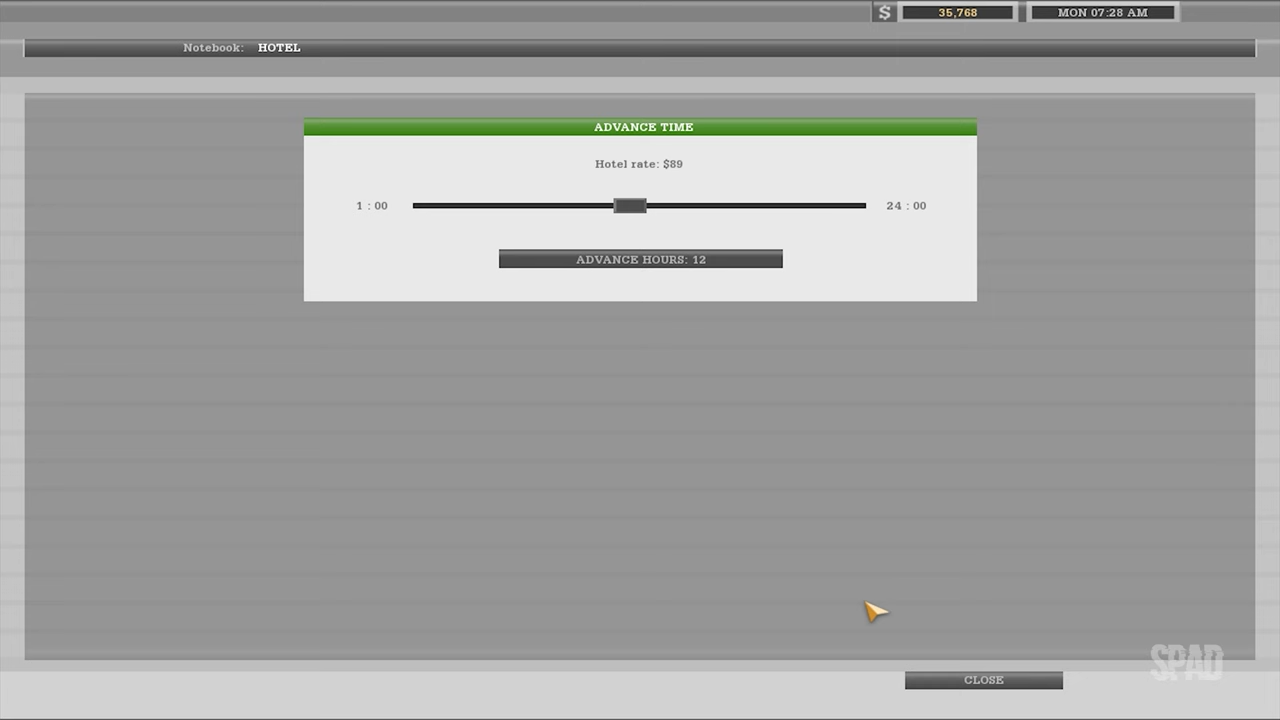 $ 35,768 MON 07:28 AM
Notebook: HOTEL
ADVANCE TIME
Hotel rate: $89
1 : 00 24 : 00
ADVANCE HOURS: 12
SPAD
CLOSE